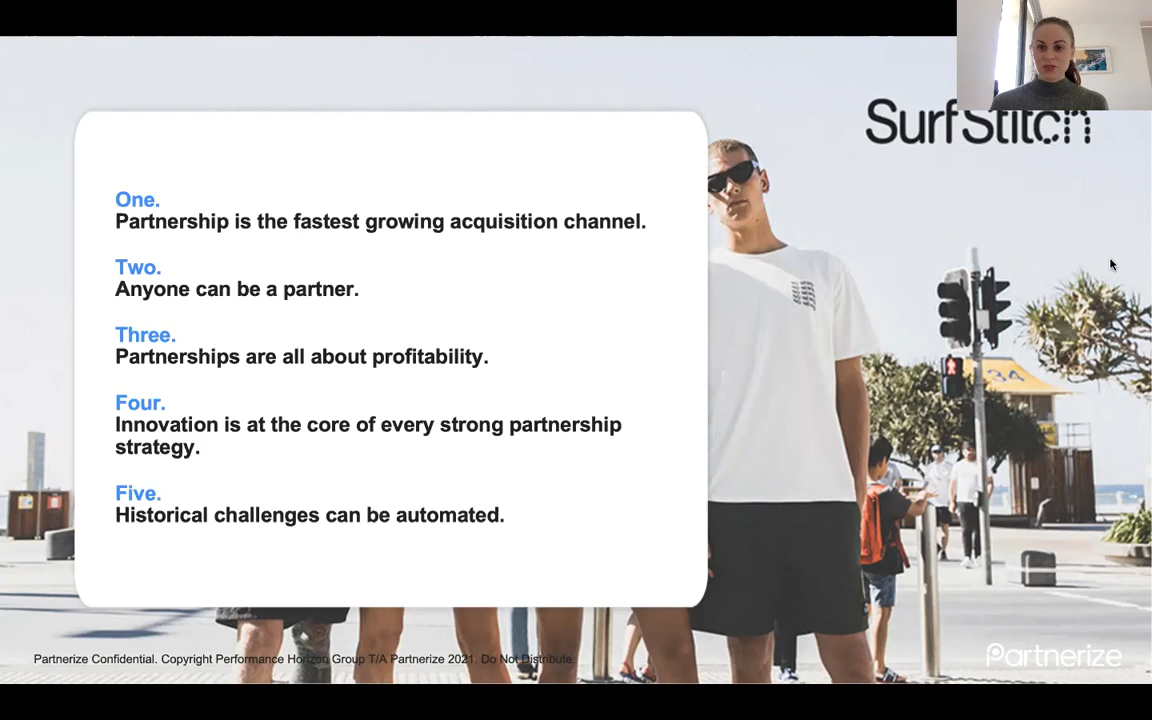 SurfStitch
One.
Partnership is the fastest growing acquisition channel.
Two.
Anyone can be a partner.
Three.
Partnerships are all about profitability.
Four.
Innovation is at the core of every strong partnership
strategy.
Five.
Historical challenges can be automated.
34
Partnerize Confidential. Copyright Performance Horizon Group T/A Partnerize 2021. Do Not Distribute.
Partnerize